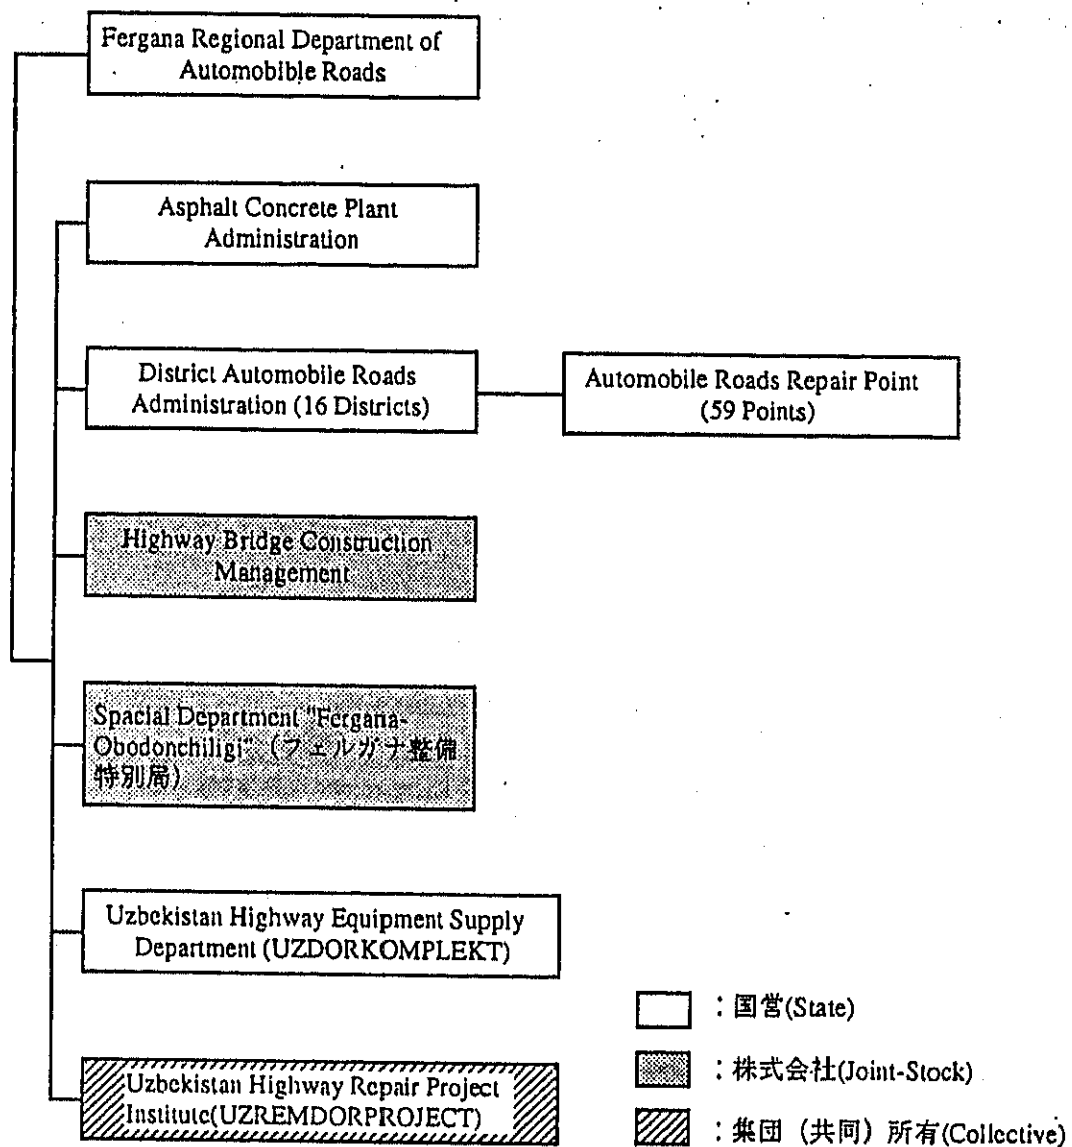 Fergana Regional Department of
Automobible Roads
Asphalt Concrete Plant
Administration
District Automobile Roads
Administration (16 Districts)
Automobile Roads Repair Point
(59 Points)
Highway Bridge Construction
Management
Spacial Department "Fergana-
Obodonchiligi" (フェルガナ整備
特別局)
Uzbekistan Highway Equipment Supply
Department (UZDORKOMPLEKT)
Uzbekistan Highway Repair Project
Institute(UZREMDORPROJECT)
:国営(State)
:株式会社(Joint-Stock)
:集団(共同)所有(Collective)